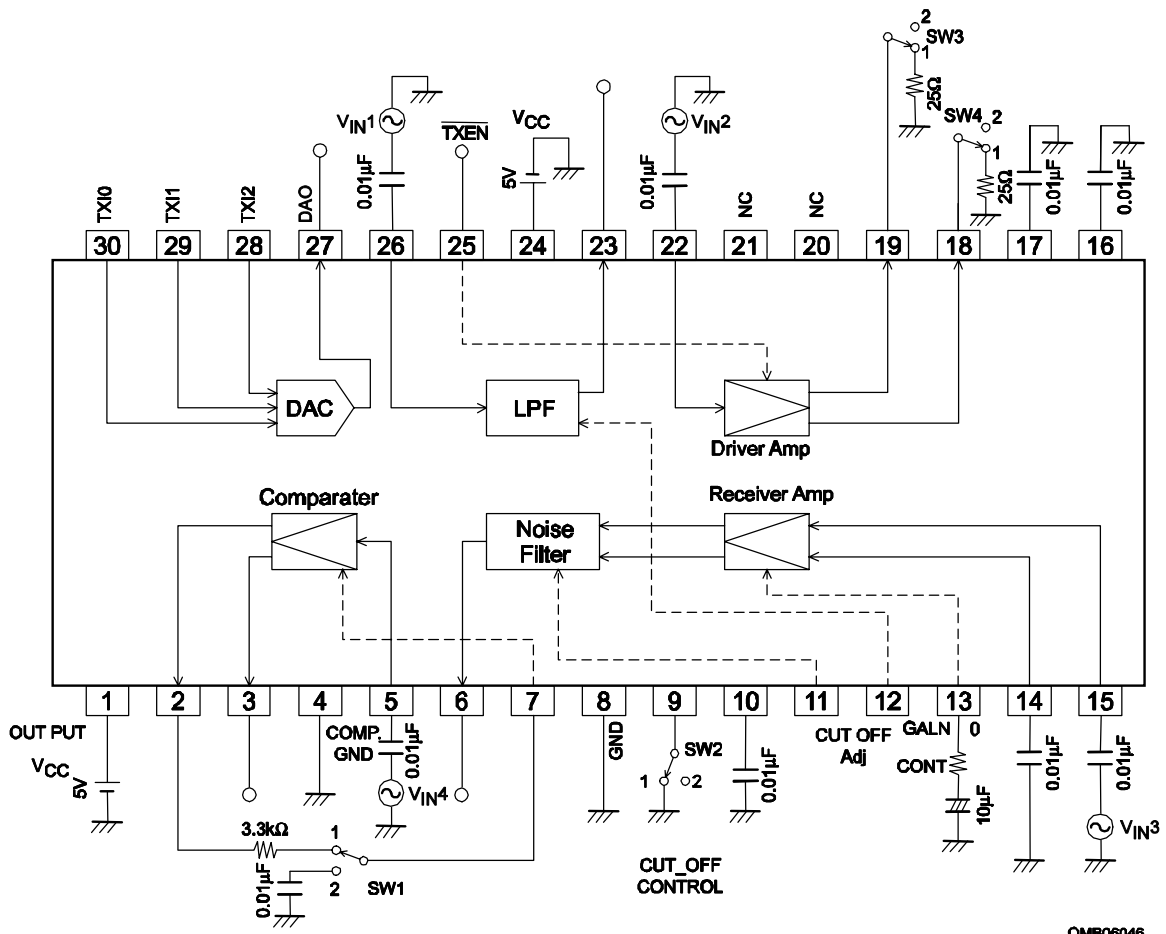 2
SW3
1
25Ω
VIN1
TXEN
VCC
5V
VIN2
SW4
2
1
25Ω
0.01µF
0.01µF
0.01µF
0.01µF
TXI0
TXI1
TXI2
DAO
NC
NC
30
29
28
27
26
25
24
23
22
21
20
19
18
17
16
DAC
LPF
Driver Amp
Comparater
Noise
Filter
Receiver Amp
1
2
3
4
5
6
7
8
9
10
11
12
13
14
15
OUT PUT
VCC
5V
COMP.
GND
0.01µF
VIN4
GND
SW2
1
2
0.01µF
CUT OFF
Adj
GALN
0
CONT
10µF
0.01µF
0.01µF
VIN3
3.3kΩ
1
2
SW1
0.01µF
CUT_OFF
CONTROL
OMB06046